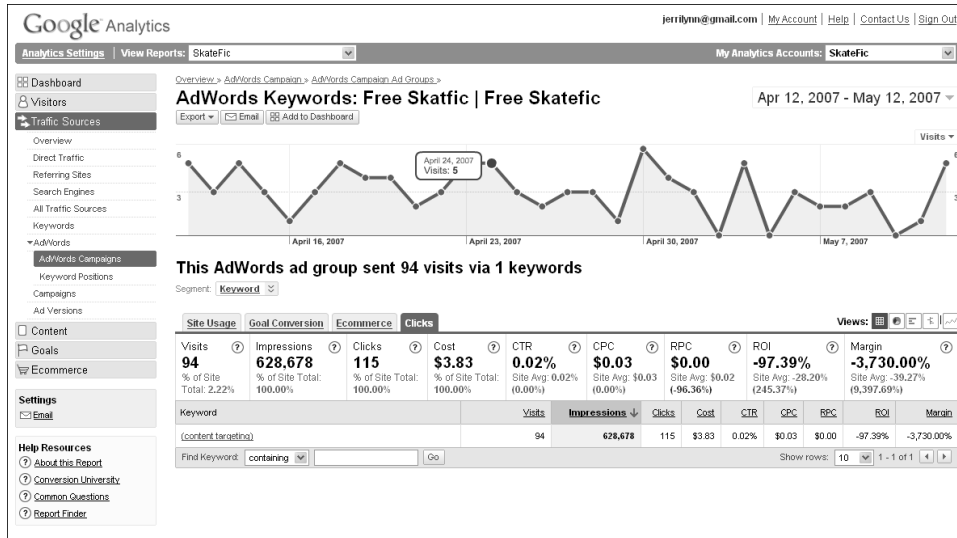 Google Analytics
jerrilynn@gmail.com | My Account | Help | Contact Us | Sign Out
Analytics Settings | View Reports: SkateFic
My Analytics Accounts: SkateFic
Dashboard
Visitors
Traffic Sources
Overview
Direct Traffic
Referring Sites
Search Engines
All Traffic Sources
Keywords
AdWords
AdWords Campaigns
Keyword Positions
Campaigns
Ad Versions
Content
Goals
Ecommerce
Settings
Email
Help Resources
About this Report
Conversion University
Common Questions
Report Finder
Overview » AdWords Campaign » AdWords Campaign Ad Groups »
AdWords Keywords: Free Skatfic | Free Skatefic
Apr 12, 2007 - May 12, 2007
Export Email Add to Dashboard
Visits
6 6
April 24, 2007
Visits: 5
3 3
April 16, 2007 April 23, 2007 April 30, 2007 May 7, 2007
This AdWords ad group sent 94 visits via 1 keywords
Segment: Keyword
Site Usage Goal Conversion Ecommerce Clicks
Views:
Visits ? Impressions ? Clicks ? Cost ? CTR ? CPC ? RPC ? ROI ? Margin ?
94 628,678 115 $3.83 0.02% $0.03 $0.00 -97.39% -3,730.00%
% of Site % of Site Total: % of Site Total: % of Site Total: Site Avg: 0.02% Site Avg: $0.03 Site Avg: $0.02 Site Avg: -28.20% Site Avg: -39.27%
Total: 2.22% 100.00% 100.00% 100.00% (0.00%) (0.00%) (-96.36%) (245.37%) (9,397.69%)
Keyword Visits Impressions ↓ Clicks Cost CTR CPC RPC ROI Margin
(content targeting) 94 628,678 115 $3.83 0.02% $0.03 $0.00 -97.39% -3,730.00%
Find Keyword: containing Go Show rows: 10 1 - 1 of 1